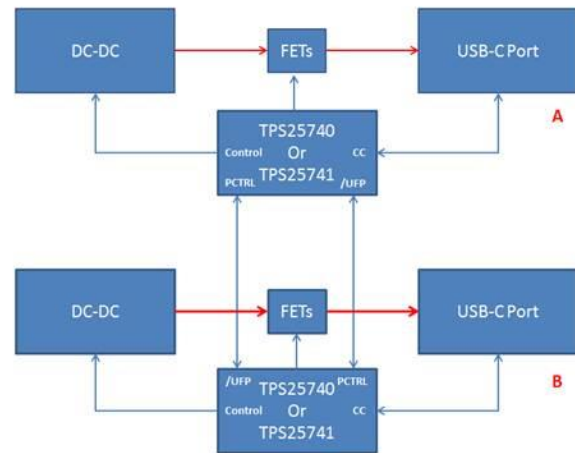 DC-DC
FETs
USB-C Port
A
TPS25740
Control
Or
CC
TPS25741
PCTRL
/UFP
DC-DC
FETs
USB-C Port
B
/UFP
PCTRL
TPS25740
Control
Or
CC
TPS25741